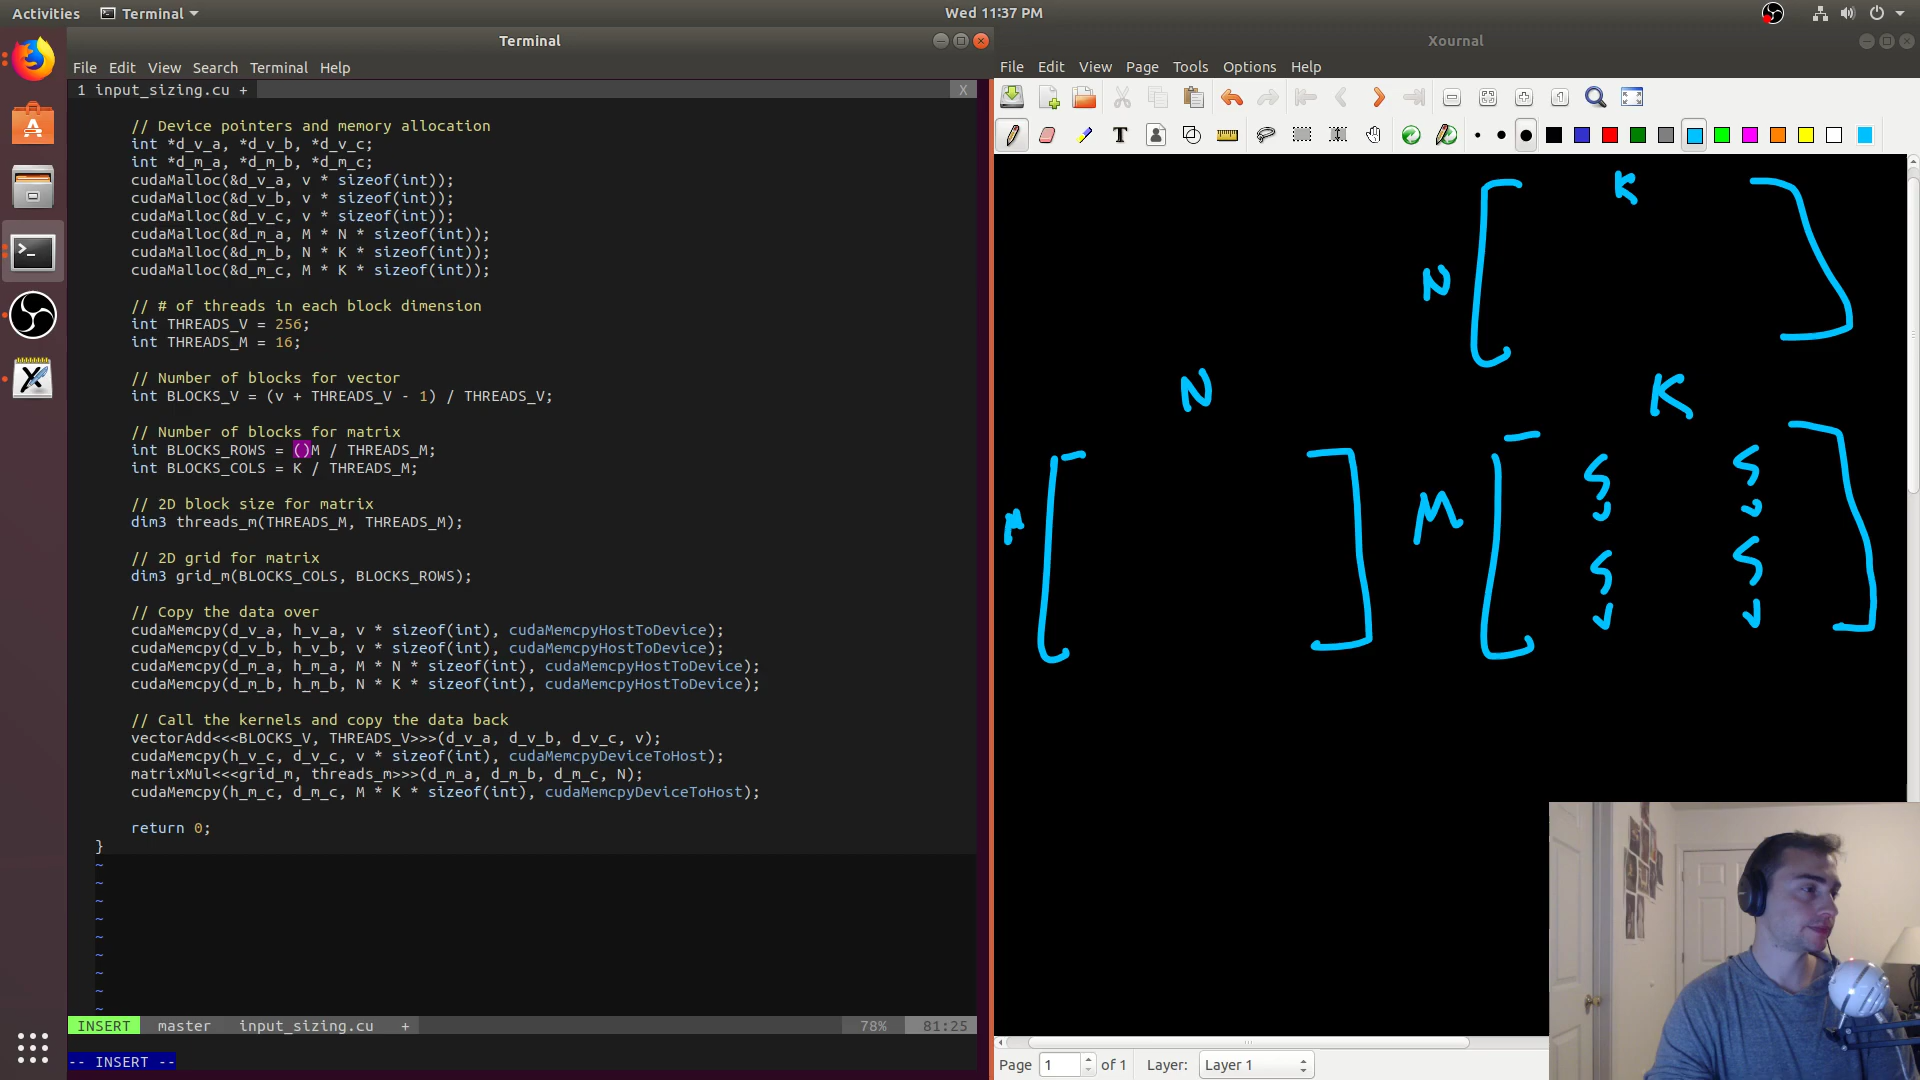 Activities Terminal Wed 11:37 PM
Terminal
File Edit View Search Terminal Help
1 input_sizing.cu + X
// Device pointers and memory allocation
int *d_v_a, *d_v_b, *d_v_c;
int *d_m_a, *d_m_b, *d_m_c;
cudaMalloc(&d_v_a, v * sizeof(int));
cudaMalloc(&d_v_b, v * sizeof(int));
cudaMalloc(&d_v_c, v * sizeof(int));
cudaMalloc(&d_m_a, M * N * sizeof(int));
cudaMalloc(&d_m_b, N * K * sizeof(int));
cudaMalloc(&d_m_c, M * K * sizeof(int));
// # of threads in each block dimension
int THREADS_V = 256;
int THREADS_M = 16;
// Number of blocks for vector
int BLOCKS_V = (v + THREADS_V - 1) / THREADS_V;
// Number of blocks for matrix
int BLOCKS_ROWS = ()M / THREADS_M;
int BLOCKS_COLS = K / THREADS_M;
// 2D block size for matrix
dim3 threads_m(THREADS_M, THREADS_M);
// 2D grid for matrix
dim3 grid_m(BLOCKS_COLS, BLOCKS_ROWS);
// Copy the data over
cudaMemcpy(d_v_a, h_v_a, v * sizeof(int), cudaMemcpyHostToDevice);
cudaMemcpy(d_v_b, h_v_b, v * sizeof(int), cudaMemcpyHostToDevice);
cudaMemcpy(d_m_a, h_m_a, M * N * sizeof(int), cudaMemcpyHostToDevice);
cudaMemcpy(d_m_b, h_m_b, N * K * sizeof(int), cudaMemcpyHostToDevice);
// Call the kernels and copy the data back
vectorAdd<<<BLOCKS_V, THREADS_V>>>(d_v_a, d_v_b, d_v_c, v);
cudaMemcpy(h_v_c, d_v_c, v * sizeof(int), cudaMemcpyDeviceToHost);
matrixMul<<<grid_m, threads_m>>>(d_m_a, d_m_b, d_m_c, N);
cudaMemcpy(h_m_c, d_m_c, M * K * sizeof(int), cudaMemcpyDeviceToHost);
return 0;
}
~
~
~
~
~
~
~
~
~
INSERT master input_sizing.cu + 78% 81:25
-- INSERT --
Xournal
File Edit View Page Tools Options Help
K
N
N
K
M
M
Page 1 of 1 Layer: Layer 1